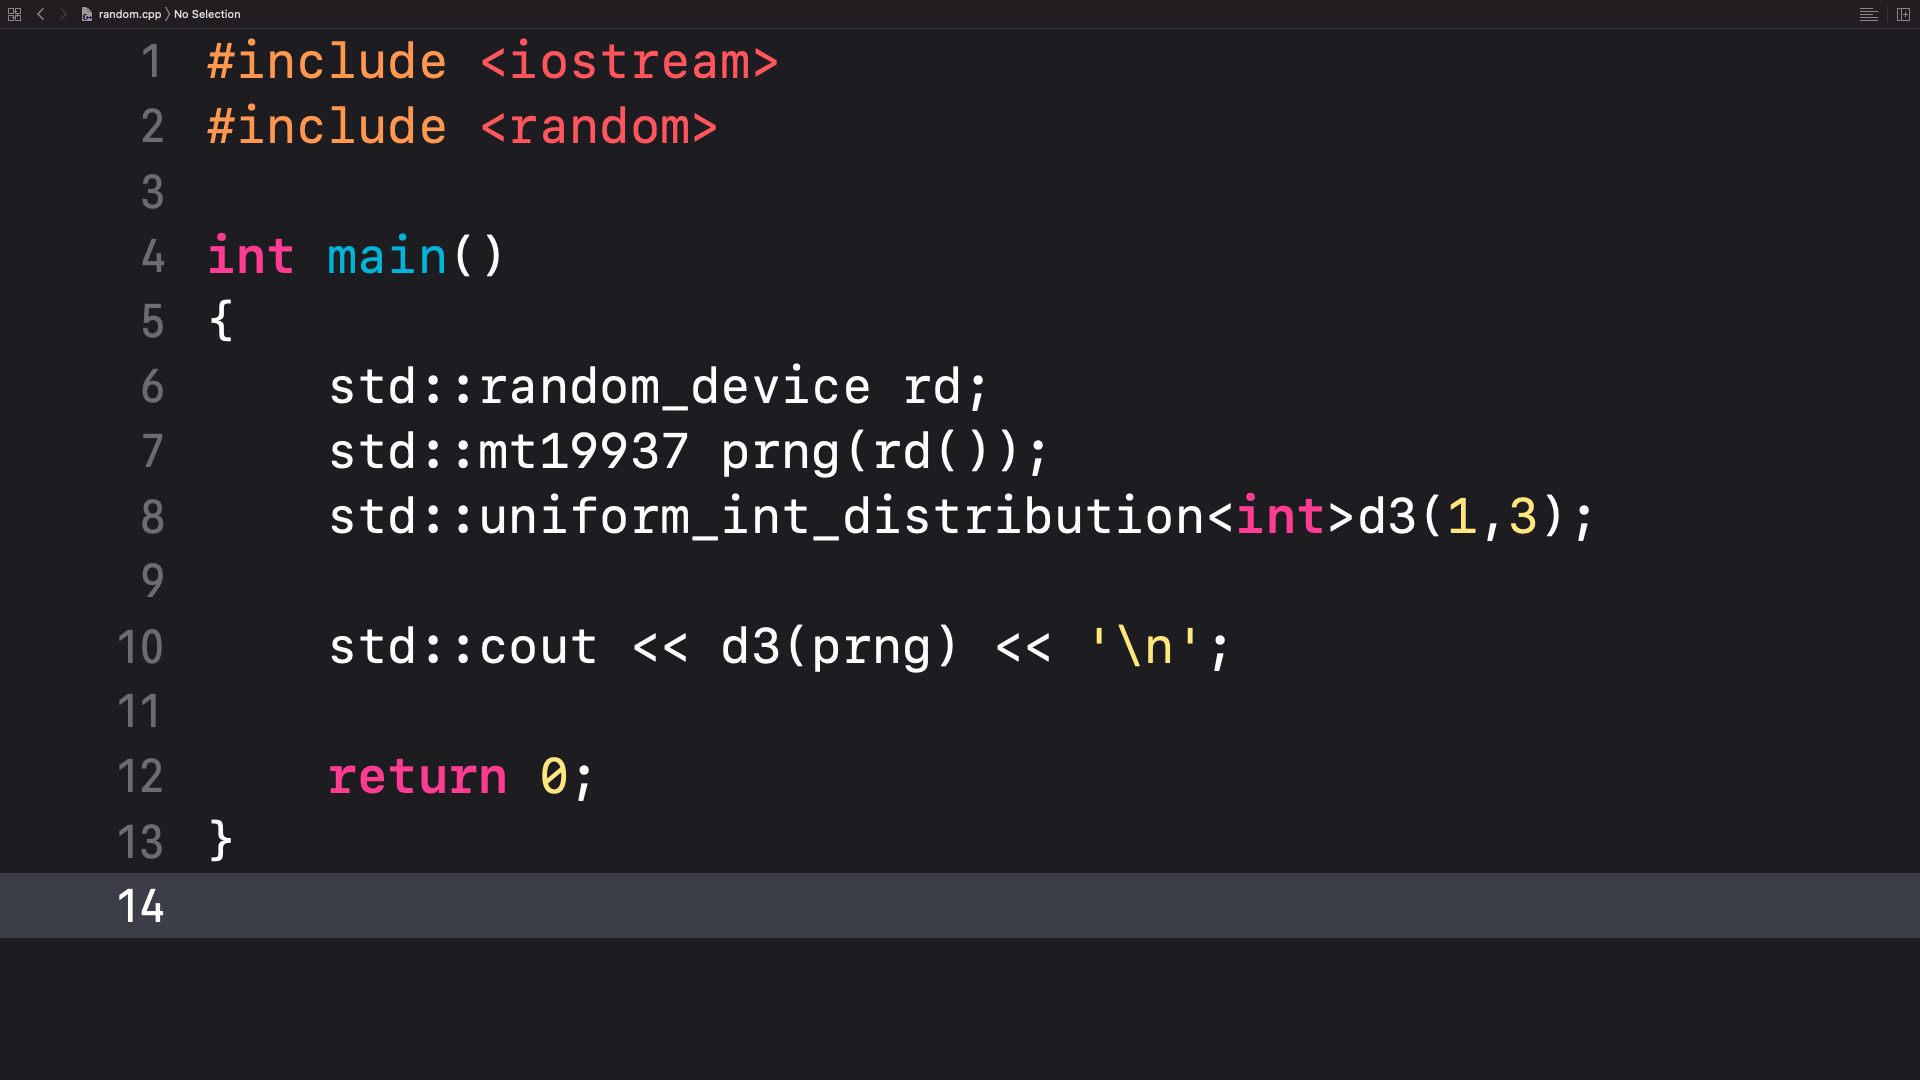 random.cpp 〉 No Selection
1 #include <iostream>
2 #include <random>
3
4 int main()
5 {
6     std::random_device rd;
7     std::mt19937 prng(rd());
8     std::uniform_int_distribution<int>d3(1,3);
9
10     std::cout << d3(prng) << '\n';
11
12     return 0;
13 }
14